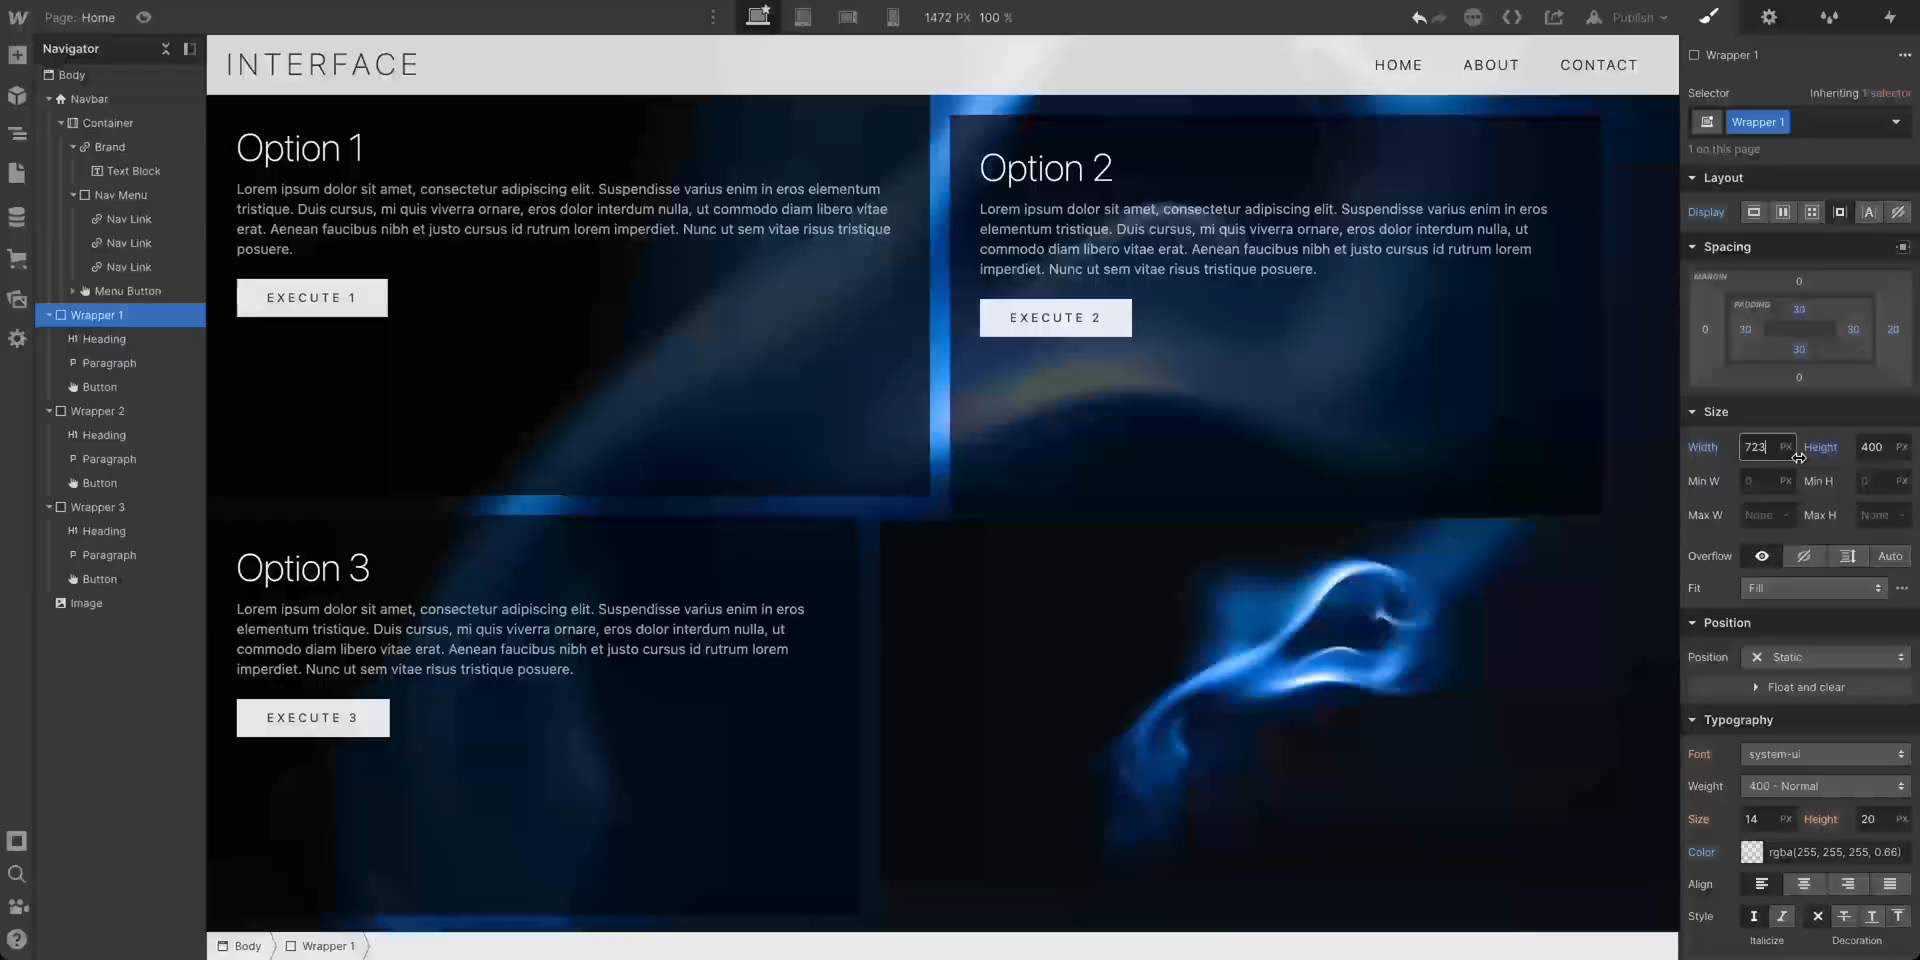 Page: Home
1472 PX 100 %
Publish
Navigator
Body
Navbar
Container
Brand
Text Block
Nav Menu
Nav Link
Nav Link
Nav Link
Menu Button
Wrapper 1
H1 Heading
P Paragraph
Button
Wrapper 2
H1 Heading
P Paragraph
Button
Wrapper 3
H1 Heading
P Paragraph
Button
Image
INTERFACE
HOME ABOUT CONTACT
Option 1
Lorem ipsum dolor sit amet, consectetur adipiscing elit. Suspendisse varius enim in eros elementum
tristique. Duis cursus, mi quis viverra ornare, eros dolor interdum nulla, ut commodo diam libero vitae
erat. Aenean faucibus nibh et justo cursus id rutrum lorem imperdiet. Nunc ut sem vitae risus tristique
posuere.
EXECUTE 1
Option 2
Lorem ipsum dolor sit amet, consectetur adipiscing elit. Suspendisse varius enim in eros
elementum tristique. Duis cursus, mi quis viverra ornare, eros dolor interdum nulla, ut
commodo diam libero vitae erat. Aenean faucibus nibh et justo cursus id rutrum lorem
imperdiet. Nunc ut sem vitae risus tristique posuere.
EXECUTE 2
Option 3
Lorem ipsum dolor sit amet, consectetur adipiscing elit. Suspendisse varius enim in eros
elementum tristique. Duis cursus, mi quis viverra ornare, eros dolor interdum nulla, ut
commodo diam libero vitae erat. Aenean faucibus nibh et justo cursus id rutrum lorem
imperdiet. Nunc ut sem vitae risus tristique posuere.
EXECUTE 3
Body Wrapper 1
Wrapper 1
Selector Inheriting 1 selector
Wrapper 1
1 on this page
Layout
Display
Spacing
MARGIN
0
PADDING
30
0 30 30 20
30
0
Size
Width 723 PX Height 400 PX
Min W 0 PX Min H 0 PX
Max W None - Max H None -
Overflow Auto
Fit Fill
Position
Position Static
Float and clear
Typography
Font system-ui
Weight 400 - Normal
Size 14 PX Height 20 PX
Color rgba(255, 255, 255, 0.66)
Align
Style
Italicize Decoration